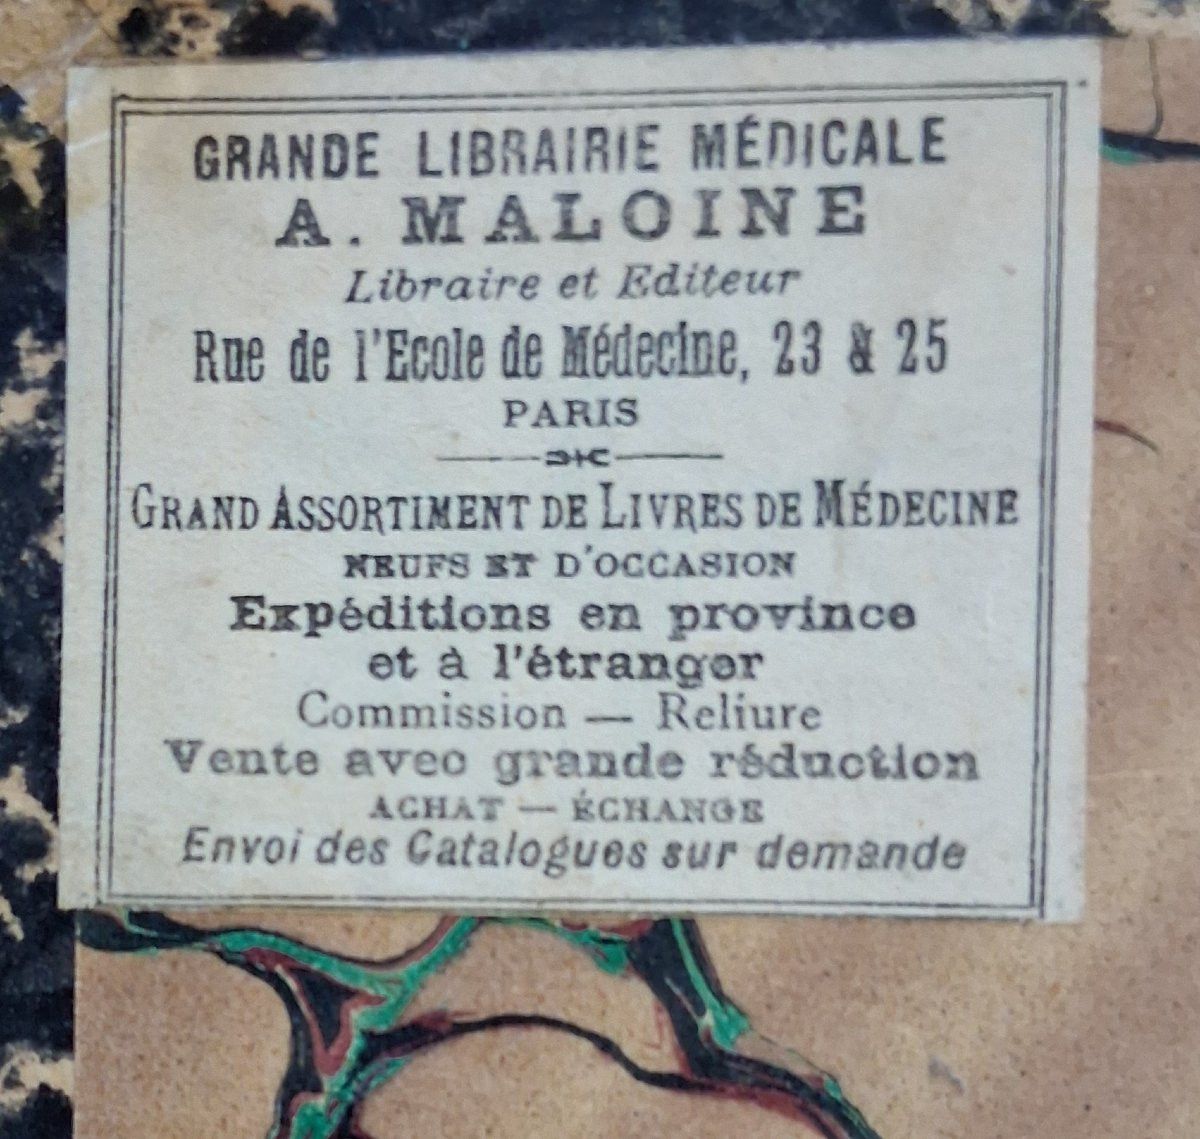 GRANDE LIBRAIRIE MÉDICALE
A. MALOINE
Libraire et Editeur
Rue de l'Ecole de Médecine, 23 & 25
PARIS
GRAND ASSORTIMENT DE LIVRES DE MÉDECINE
NEUFS ET D'OCCASION
Expéditions en province
et à l'étranger
Commission — Reliure
Vente avec grande réduction
ACHAT — ÉCHANGE
Envoi des Catalogues sur demande